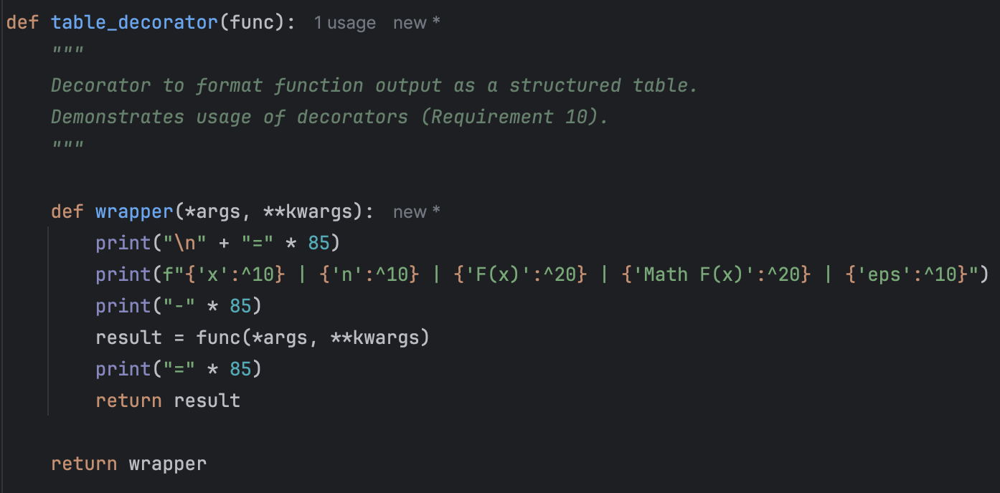 def table_decorator(func):  1 usage  new *
    """
    Decorator to format function output as a structured table.
    Demonstrates usage of decorators (Requirement 10).
    """

    def wrapper(*args, **kwargs):  new *
        print("\n" + "=" * 85)
        print(f"{'x':^10} | {'n':^10} | {'F(x)':^20} | {'Math F(x)':^20} | {'eps':^10}")
        print("-" * 85)
        result = func(*args, **kwargs)
        print("=" * 85)
        return result

    return wrapper